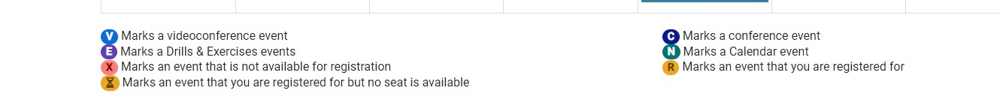 V Marks a videoconference event
E Marks a Drills & Exercises events
X Marks an event that is not available for registration
Marks an event that you are registered for but no seat is available
C Marks a conference event
N Marks a Calendar event
R Marks an event that you are registered for